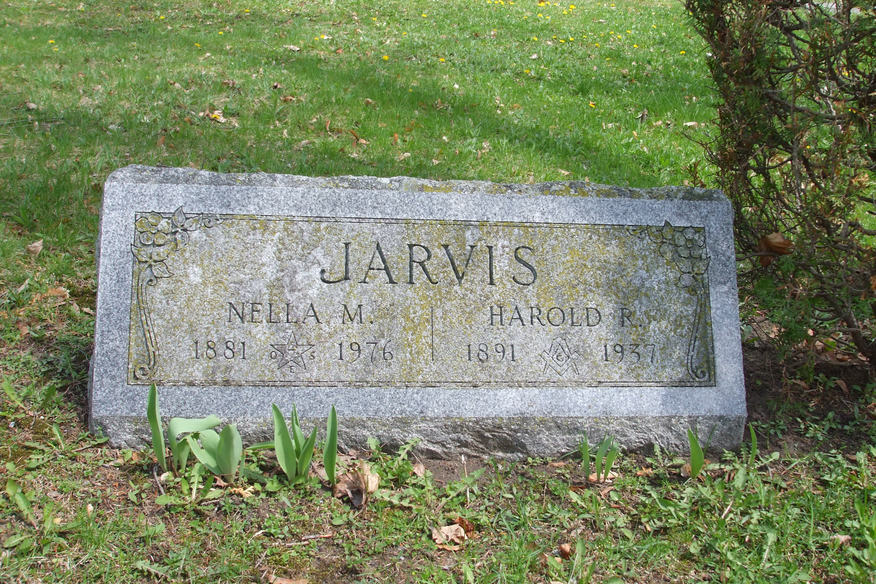 JARVIS
NELLA M. HAROLD R.
1881 1976 1891 1937